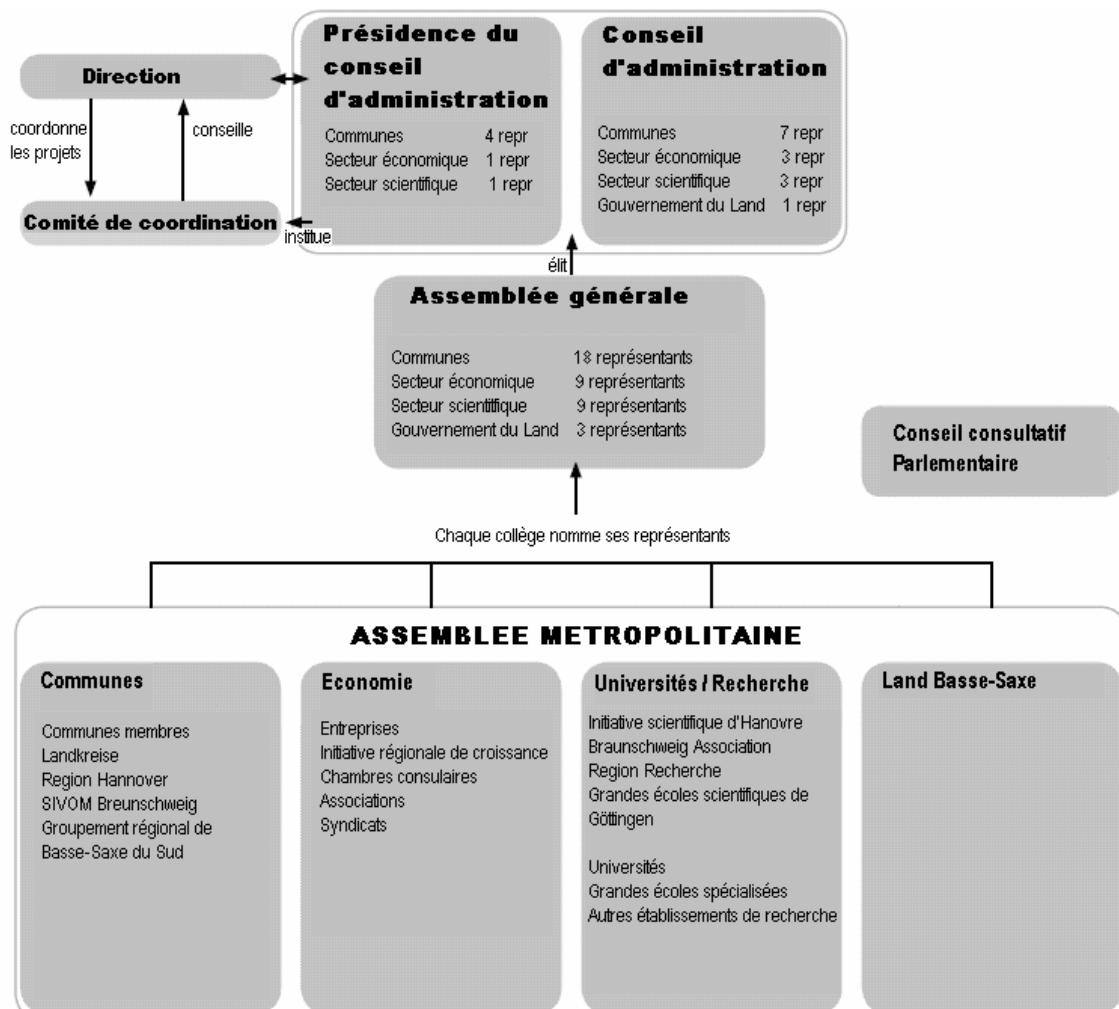 Présidence du
conseil
d'administration
Communes 4 repr
Secteur économique 1 repr
Secteur scientifique 1 repr
Conseil
d'administration
Communes 7 repr
Secteur économique 3 repr
Secteur scientifique 3 repr
Gouvernement du Land 1 repr
Direction
coordonne
les projets
conseille
Comité de coordination
institue
élit
Assemblée générale
Communes 18 représentants
Secteur économique 9 représentants
Secteur scientifique 9 représentants
Gouvernement du Land 3 représentants
Conseil consultatif
Parlementaire
Chaque collège nomme ses représentants
ASSEMBLEE METROPOLITAINE
Communes
Communes membres
Landkreise
Region Hannover
SIVOM Breunschweig
Groupement régional de
Basse-Saxe du Sud
Economie
Entreprises
Initiative régionale de croissance
Chambres consulaires
Associations
Syndicats
Universités / Recherche
Initiative scientifique d'Hanovre
Braunschweig Association
Region Recherche
Grandes écoles scientifiques de
Göttingen
Universités
Grandes écoles spécialisées
Autres établissements de recherche
Land Basse-Saxe